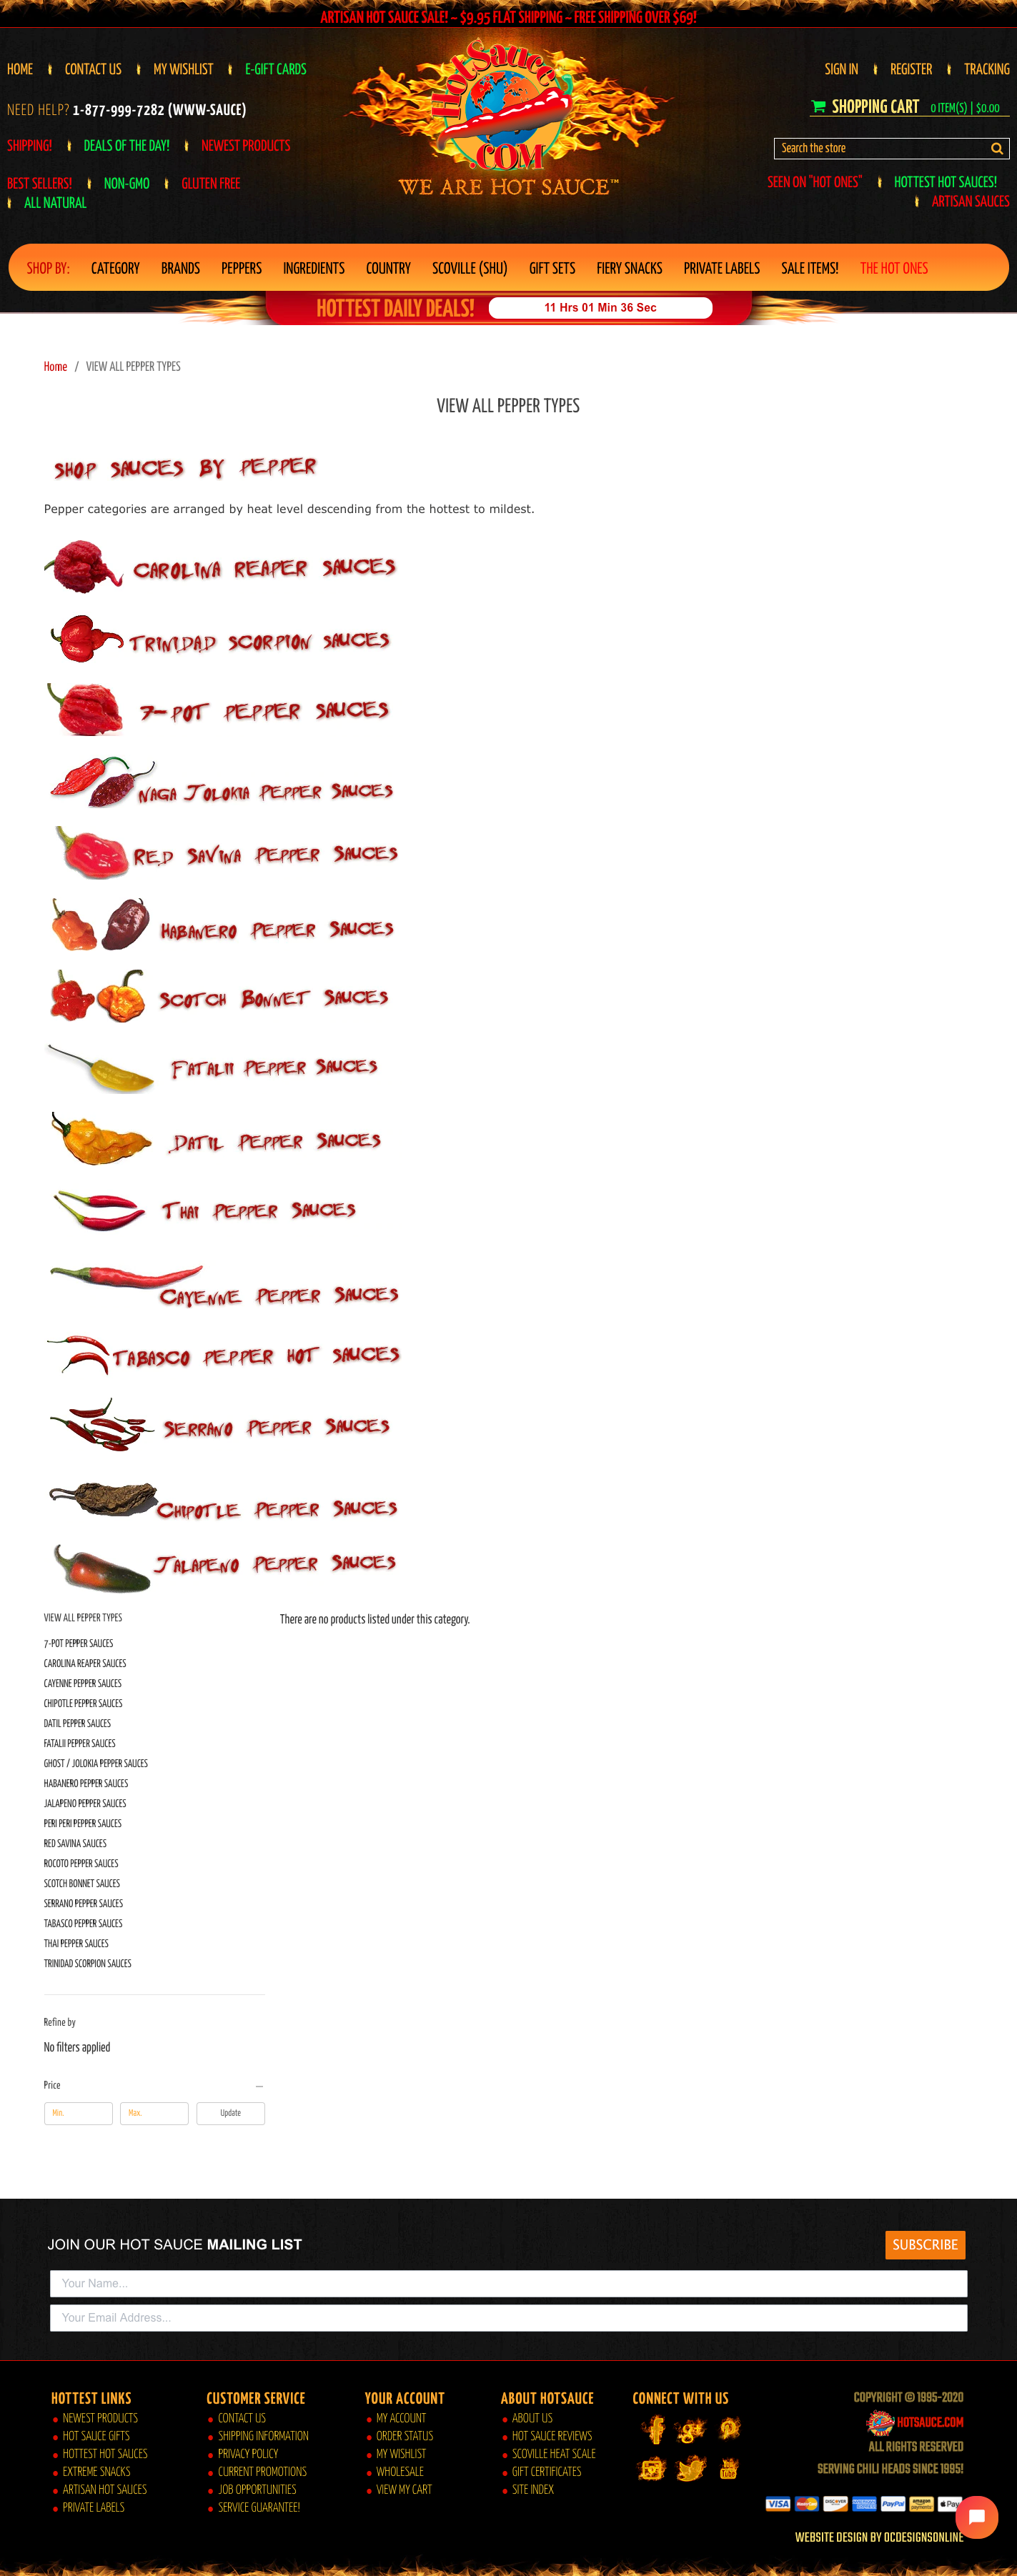 ARTISAN HOT SAUCE SALE! ~ $9.95 FLAT SHIPPING ~ FREE SHIPPING OVER $69!
HOME
CONTACT US
MY WISHLIST
E-GIFT CARDS
NEED HELP? 1-877-999-7282 (WWW-SAUCE)
SHIPPING!
DEALS OF THE DAY!
NEWEST PRODUCTS
BEST SELLERS!
NON-GMO
GLUTEN FREE
ALL NATURAL
HotSauce
COM
WE ARE HOT SAUCE™
SIGN IN
REGISTER
TRACKING
SHOPPING CART 0 ITEM(S) | $0.00
Search the store
SEEN ON "HOT ONES"
HOTTEST HOT SAUCES!
ARTISAN SAUCES
SHOP BY:
CATEGORY
BRANDS
PEPPERS
INGREDIENTS
COUNTRY
SCOVILLE (SHU)
GIFT SETS
FIERY SNACKS
PRIVATE LABELS
SALE ITEMS!
THE HOT ONES
HOTTEST DAILY DEALS!
11 Hrs 01 Min 36 Sec
Home / VIEW ALL PEPPER TYPES
VIEW ALL PEPPER TYPES
SHOP SAUCES BY PEPPER
Pepper categories are arranged by heat level descending from the hottest to mildest.
CAROLINA REAPER SAUCES
TRINIDAD SCORPION SAUCES
7-POT PEPPER SAUCES
NAGA JOLOKIA PEPPER SAUCES
RED SAVINA PEPPER SAUCES
HABANERO PEPPER SAUCES
SCOTCH BONNET SAUCES
FATALII PEPPER SAUCES
DATIL PEPPER SAUCES
THAI PEPPER SAUCES
CAYENNE PEPPER SAUCES
TABASCO PEPPER HOT SAUCES
SERRANO PEPPER SAUCES
CHIPOTLE PEPPER SAUCES
JALAPENO PEPPER SAUCES
VIEW ALL PEPPER TYPES
7-POT PEPPER SAUCES
CAROLINA REAPER SAUCES
CAYENNE PEPPER SAUCES
CHIPOTLE PEPPER SAUCES
DATIL PEPPER SAUCES
FATALII PEPPER SAUCES
GHOST / JOLOKIA PEPPER SAUCES
HABANERO PEPPER SAUCES
JALAPENO PEPPER SAUCES
PERI PERI PEPPER SAUCES
RED SAVINA SAUCES
ROCOTO PEPPER SAUCES
SCOTCH BONNET SAUCES
SERRANO PEPPER SAUCES
TABASCO PEPPER SAUCES
THAI PEPPER SAUCES
TRINIDAD SCORPION SAUCES
There are no products listed under this category.
Refine by
No filters applied
Price
Min.
Max.
Update
JOIN OUR HOT SAUCE MAILING LIST
SUBSCRIBE
Your Name...
Your Email Address...
HOTTEST LINKS
NEWEST PRODUCTS
HOT SAUCE GIFTS
HOTTEST HOT SAUCES
EXTREME SNACKS
ARTISAN HOT SAUCES
PRIVATE LABELS
CUSTOMER SERVICE
CONTACT US
SHIPPING INFORMATION
PRIVACY POLICY
CURRENT PROMOTIONS
JOB OPPORTUNITIES
SERVICE GUARANTEE!
YOUR ACCOUNT
MY ACCOUNT
ORDER STATUS
MY WISHLIST
WHOLESALE
VIEW MY CART
ABOUT HOTSAUCE
ABOUT US
HOT SAUCE REVIEWS
SCOVILLE HEAT SCALE
GIFT CERTIFICATES
SITE INDEX
CONNECT WITH US
COPYRIGHT © 1995-2020
HOTSAUCE.COM
ALL RIGHTS RESERVED
SERVING CHILI HEADS SINCE 1995!
VISA
DISCOVER
PayPal
Pay
WEBSITE DESIGN BY OCDESIGNSONLINE